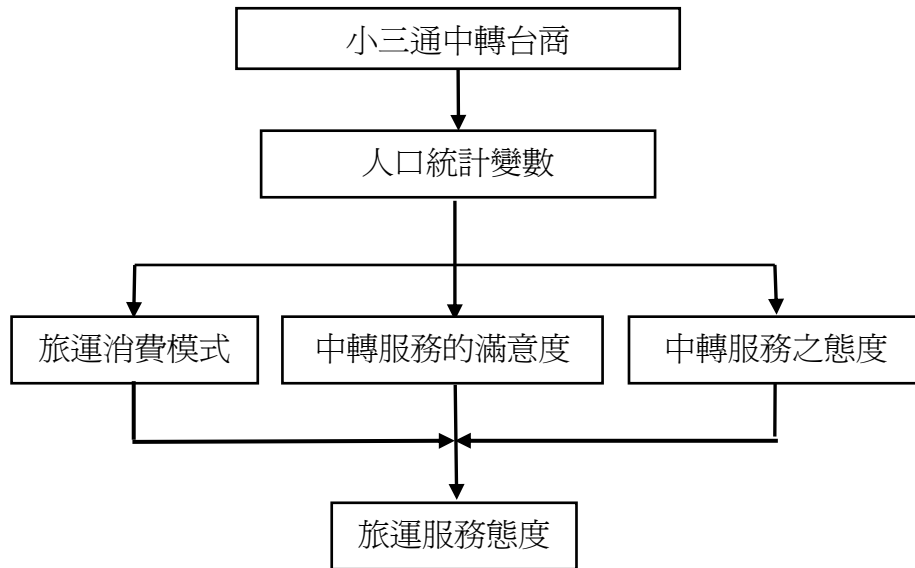 小三通中轉台商
人口統計變數
旅運消費模式
中轉服務的滿意度
中轉服務之態度
旅運服務態度